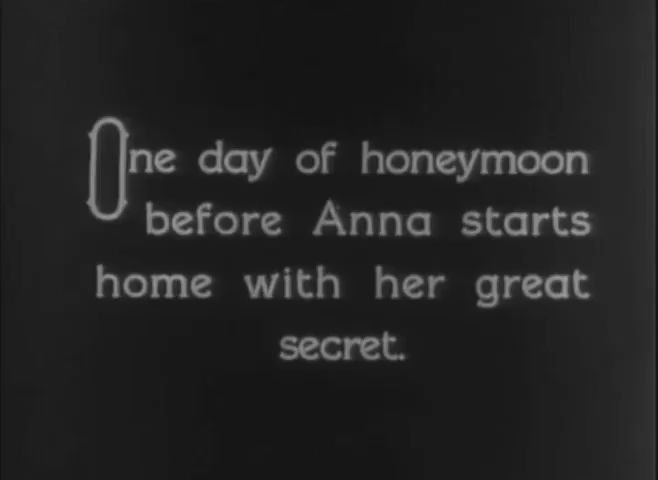 One day of honeymoon
before Anna starts
home with her great
secret.